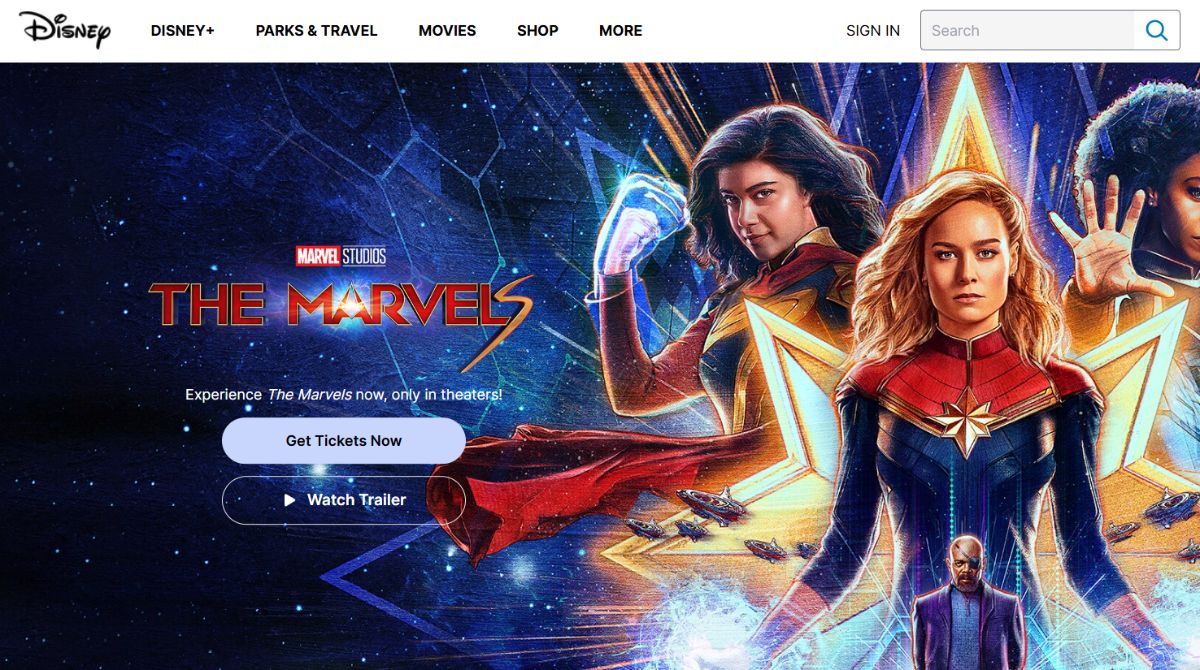 Disney
DISNEY+
PARKS & TRAVEL
MOVIES
SHOP
MORE
SIGN IN
Search
MARVEL STUDIOS
THE MARVELS
Experience The Marvels now, only in theaters!
Get Tickets Now
Watch Trailer